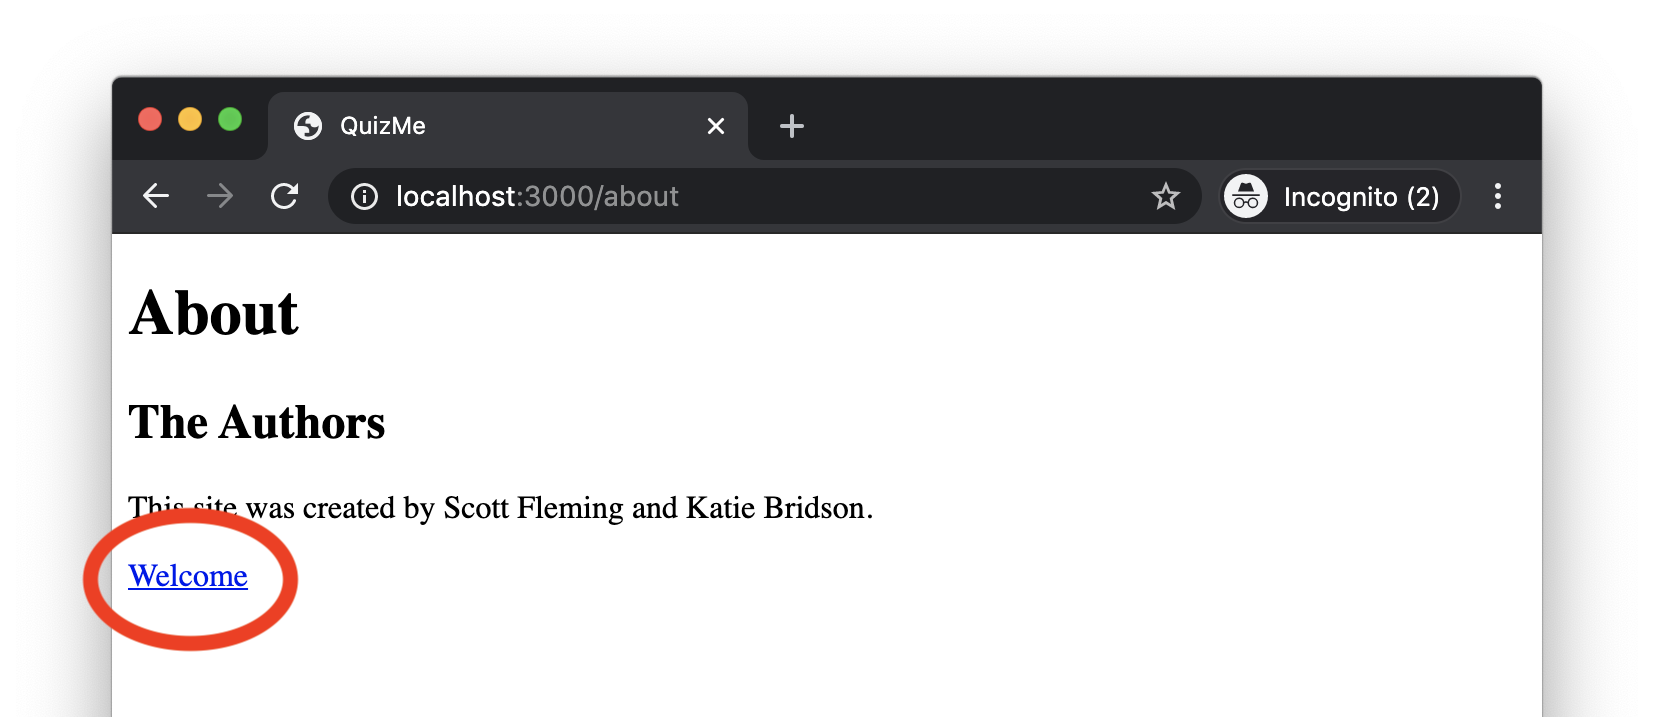 QuizMe
localhost:3000/about
Incognito (2)
About
The Authors
This site was created by Scott Fleming and Katie Bridson.
Welcome